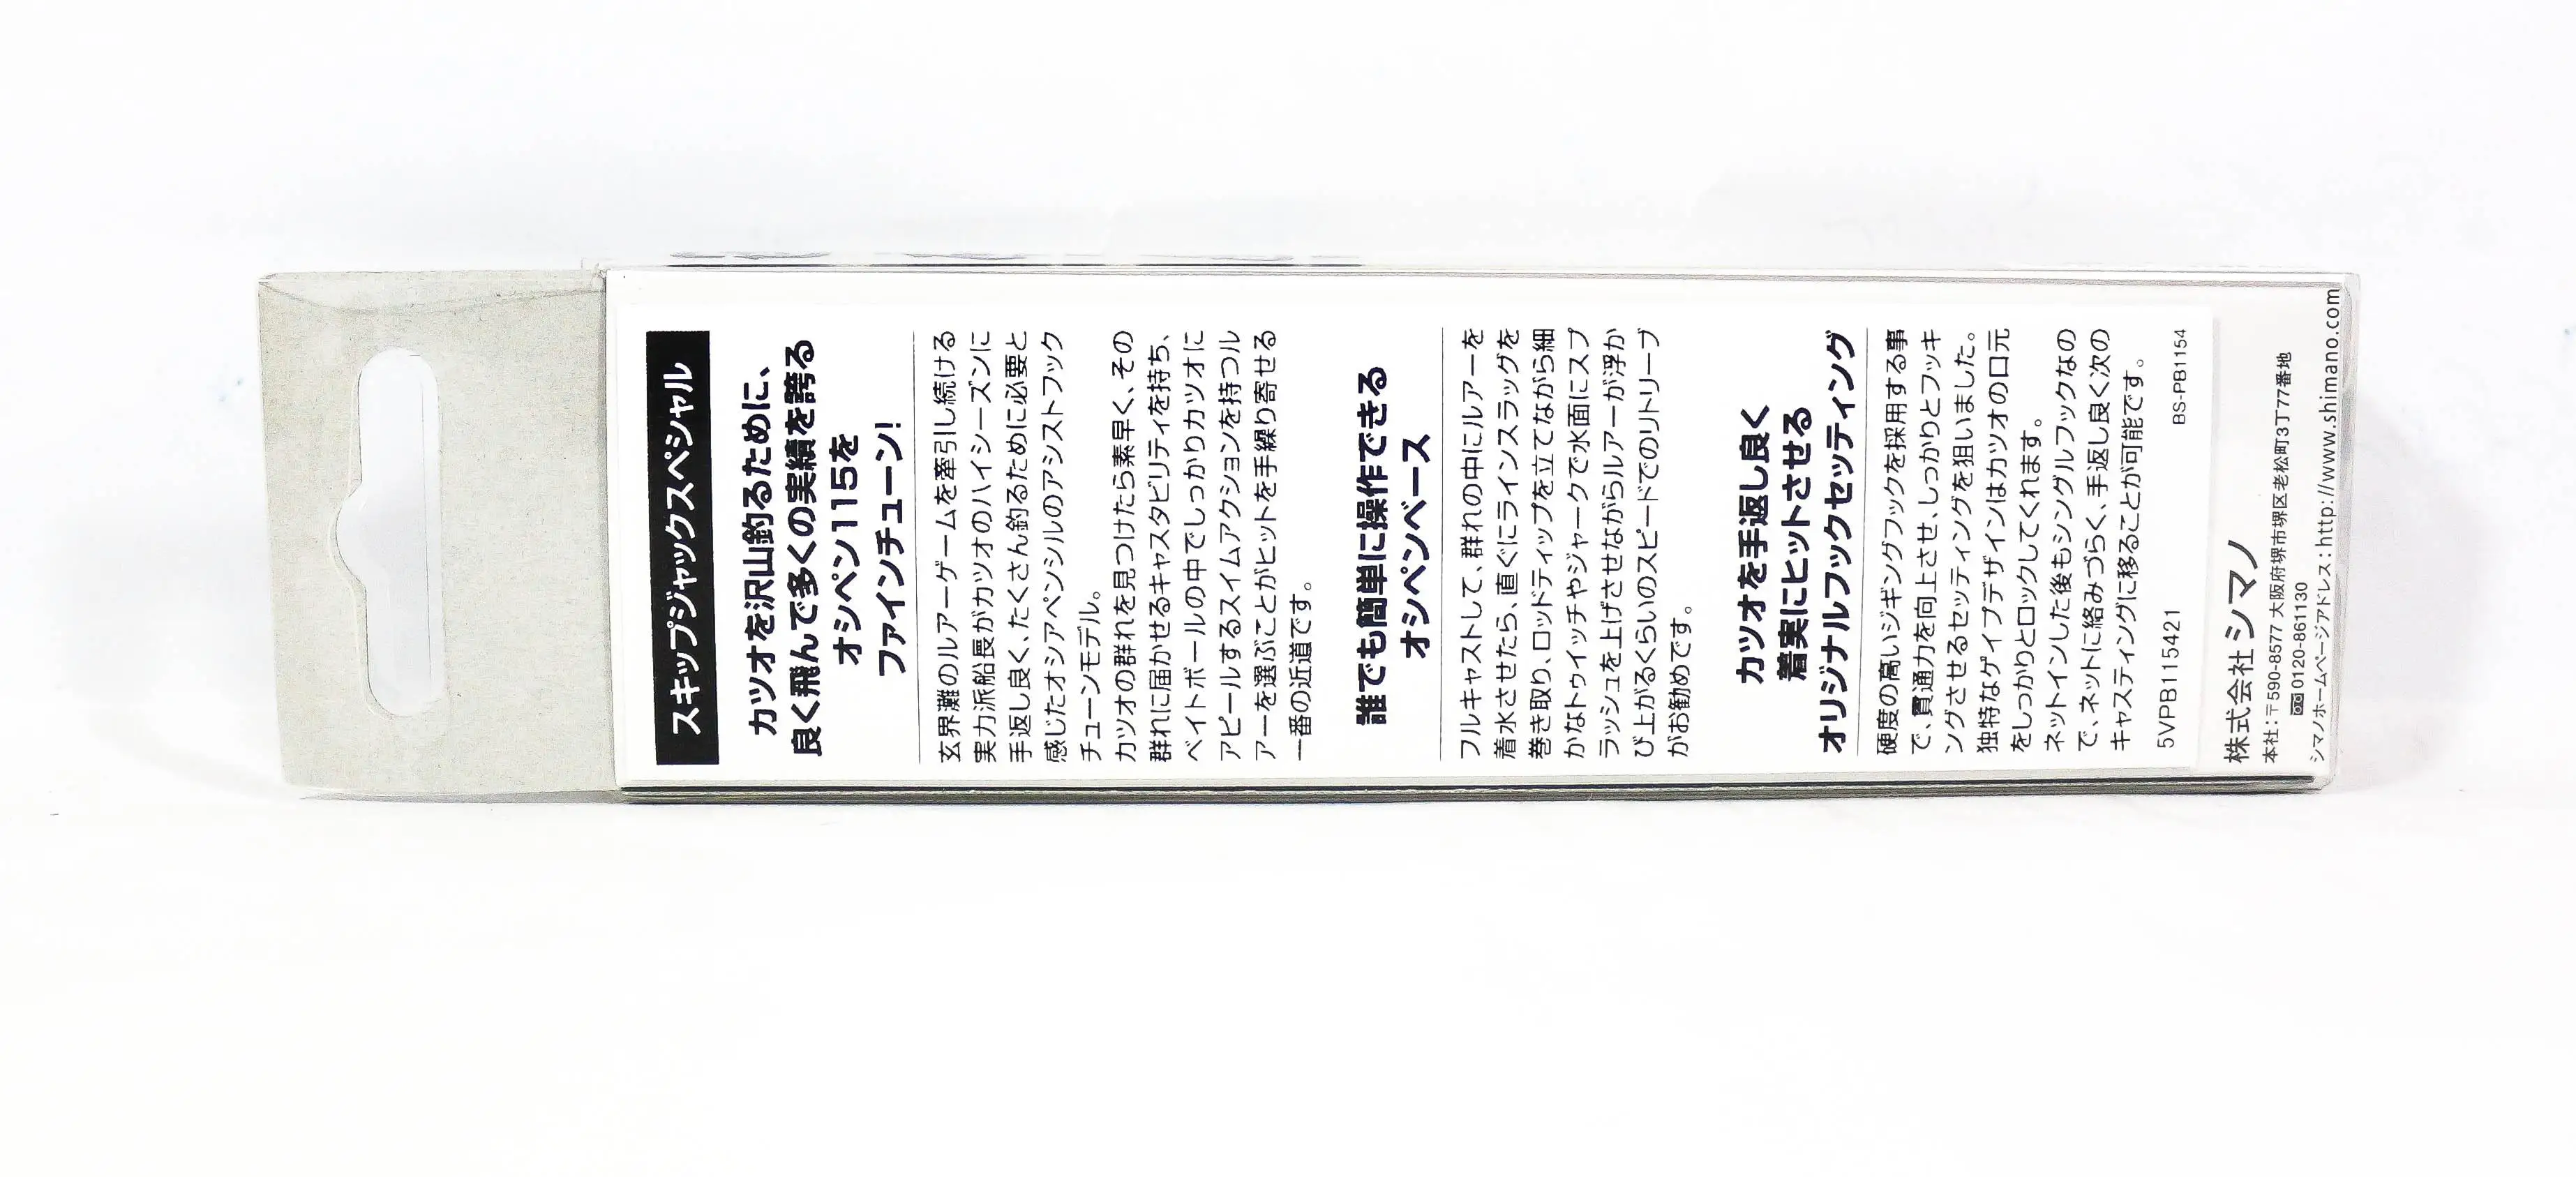 スキップジャックスペシャル
カツオを沢山釣るために、
良く飛んで多くの実績を誇る
オシペン115を
ファインチューン!
玄界灘のルアーゲームを牽引し続ける
実力派船長がカツオのハイシーズンに
手返し良く、たくさん釣るために必要と
感じたオシアペンシルのアシストフック
チューンモデル。
カツオの群れを見つけたら素早く、その
群れに届かせるキャスタビリティを持ち、
ベイトボールの中でしっかりカツオに
アピールするスイムアクションを持つル
アーを選ぶことがヒットを手繰り寄せる
一番の近道です。
誰でも簡単に操作できる
オシペンベース
フルキャストして、群れの中にルアーを
着水させたら、直ぐにラインスラッグを
巻き取り、ロッドティップを立てながら細
かなトゥイッチやジャークで水面にスプ
ラッシュを上げさせながらルアーが浮か
び上がるくらいのスピードでのリトリーブ
がお勧めです。
カツオを手返し良く
着実にヒットさせる
オリジナルフックセッティング
硬度の高いジギングフックを採用する事
で、貫通力を向上させ、しっかりとフッキ
ングさせるセッティングを狙いました。
独特なゲイプデザインはカツオの口元
をしっかりとロックしてくれます。
ネットインした後もシングルフックなの
で、ネットに絡みづらく、手返し良く次の
キャスティングに移ることが可能です。
5VPB115421 BS-PB1154
株式会社シマノ
本社:〒590-8577 大阪府堺市堺区老松町3丁77番地
0120-861130
シマノホームページアドレス:http://www.shimano.com